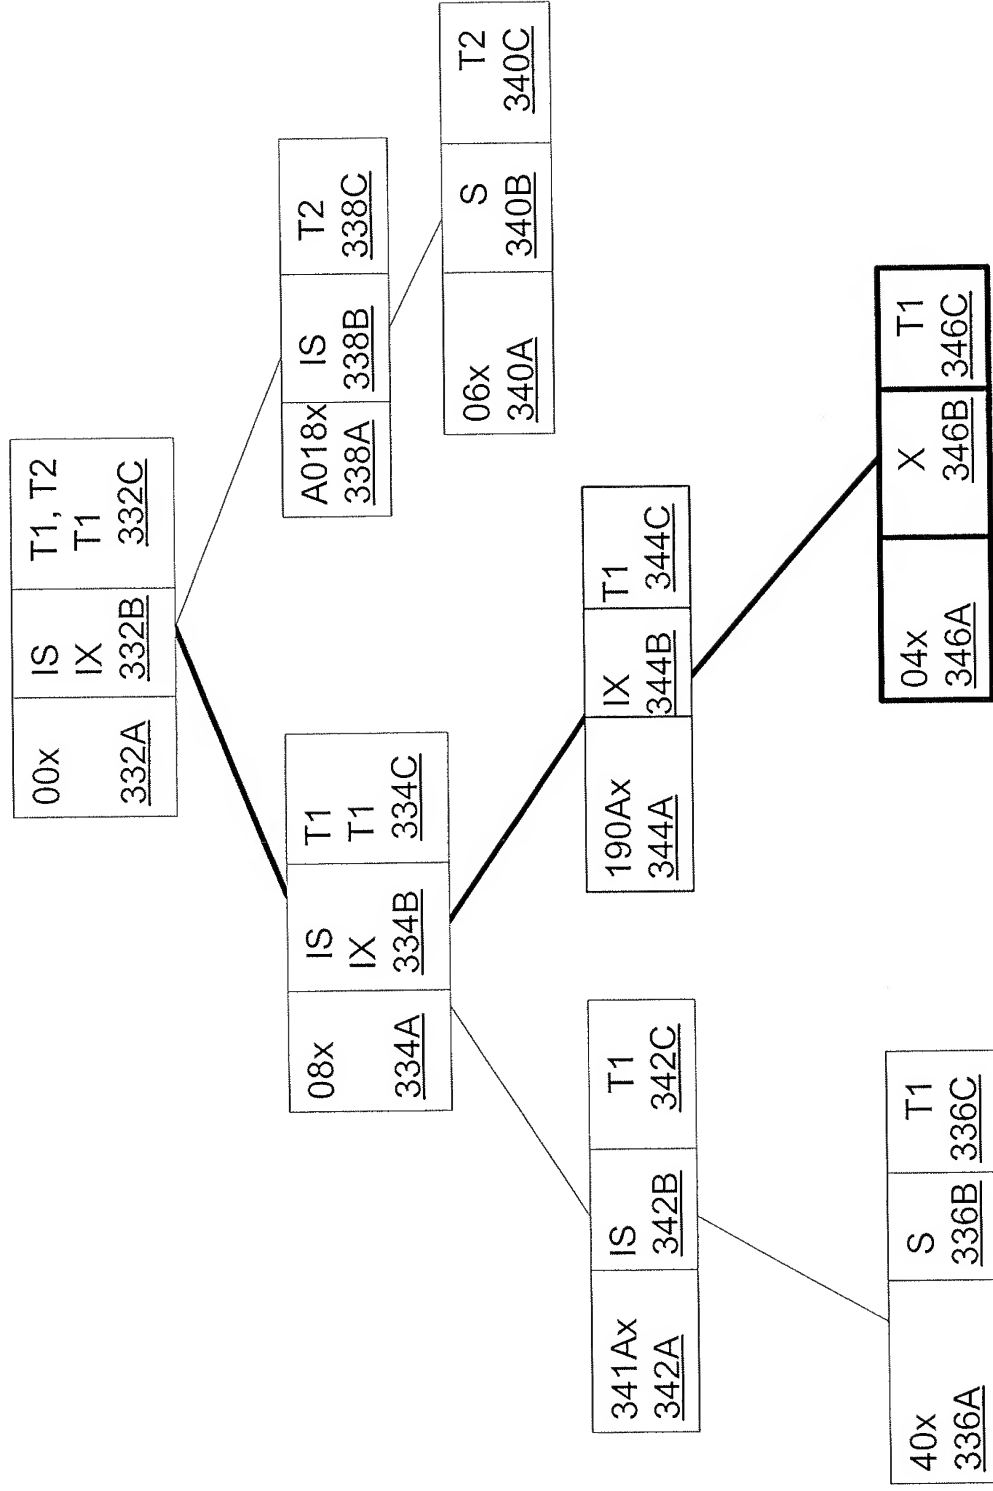 00x
332A
IS
IX
332B
T1, T2
T1
332C
08x
334A
IS
IX
334B
T1
T1
334C
A018x
338A
IS
338B
T2
338C
06x
340A
S
340B
T2
340C
341Ax
342A
IS
342B
T1
342C
190Ax
344A
IX
344B
T1
344C
40x
336A
S
336B
T1
336C
04x
346A
X
346B
T1
346C